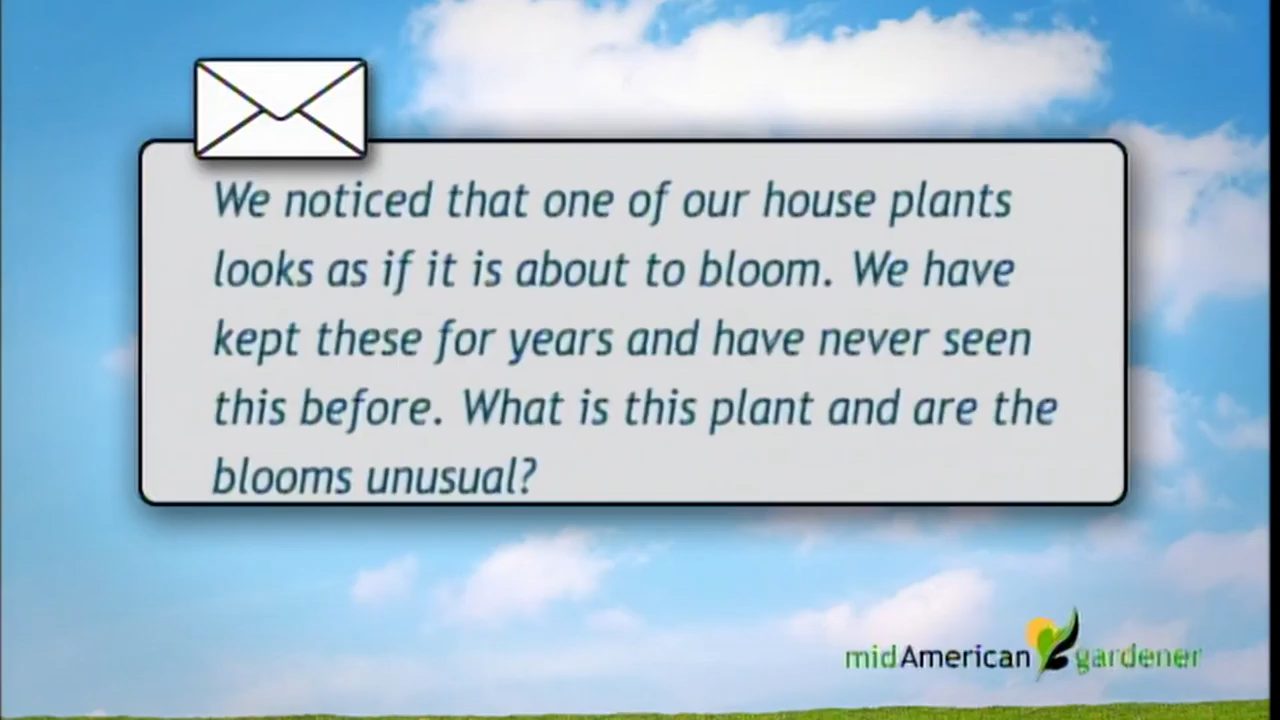 We noticed that one of our house plants
looks as if it is about to bloom. We have
kept these for years and have never seen
this before. What is this plant and are the
blooms unusual?
midAmerican gardener